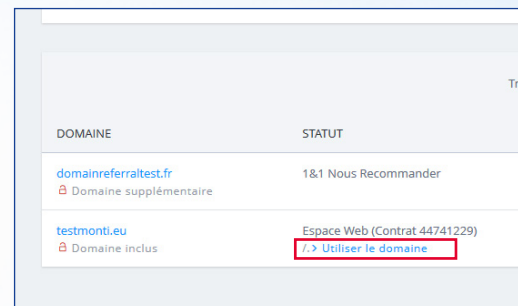 Tr
DOMAINE STATUT
domainreferraltest.fr 1&1 Nous Recommander
Domaine supplémentaire
testmonti.eu Espace Web (Contrat 44741229)
Domaine inclus /.> Utiliser le domaine